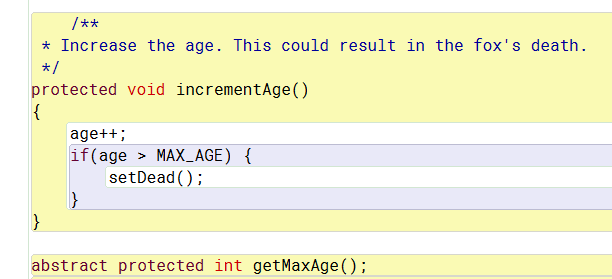 /**
* Increase the age. This could result in the fox's death.
*/
protected void incrementAge()
{
age++;
if(age > MAX_AGE) {
setDead();
}
}
abstract protected int getMaxAge();